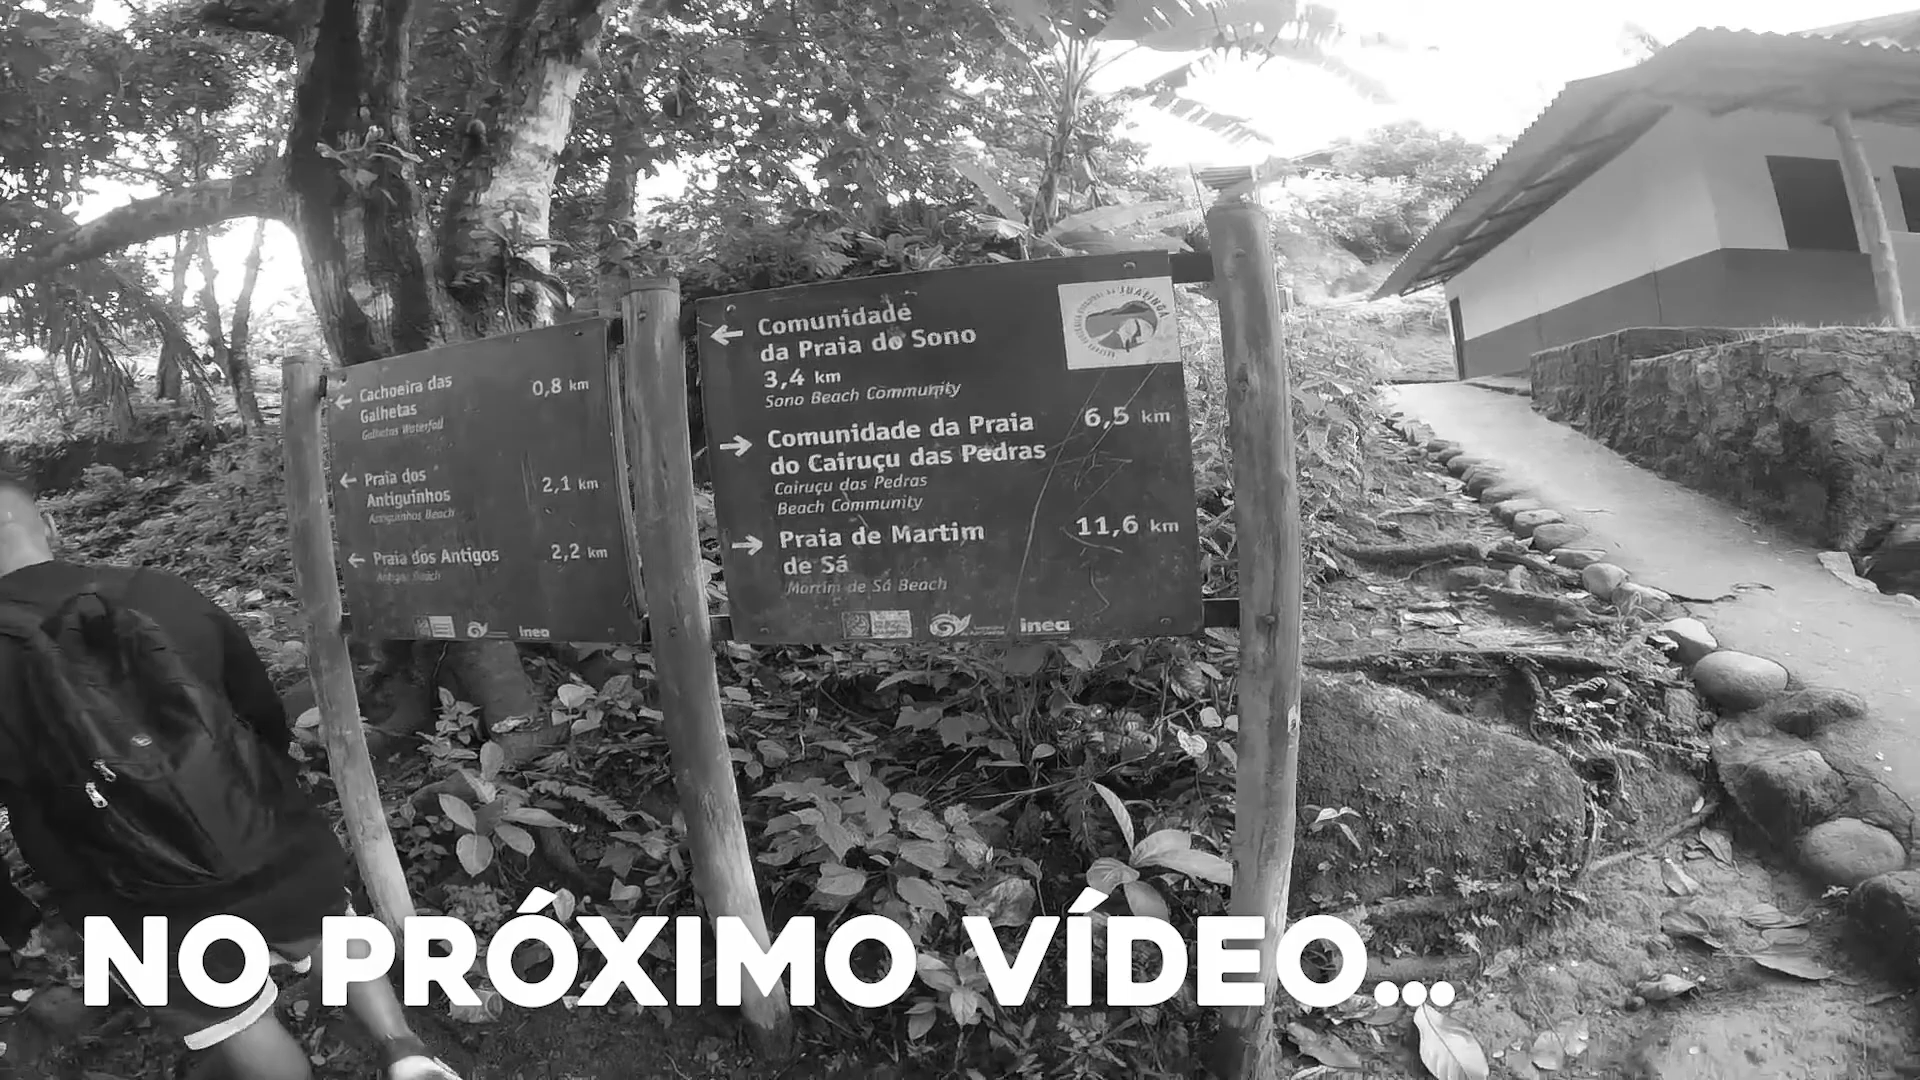 Cachoeira das 0,8 km
Galhetas
Galhetas Waterfall
Praia dos
Antiguinhos 2,1 km
Antiguinhos Beach
Praia dos Antigos 2,2 km
Antigos Beach
inea
Comunidade
da Praia do Sono
3,4 km
Sono Beach Community
Comunidade da Praia 6,5 km
do Cairuçu das Pedras
Cairuçu das Pedras
Beach Community
Praia de Martim 11,6 km
de Sá
Martim de Sá Beach
inea
JUATINGA
NO PRÓXIMO VÍDEO...